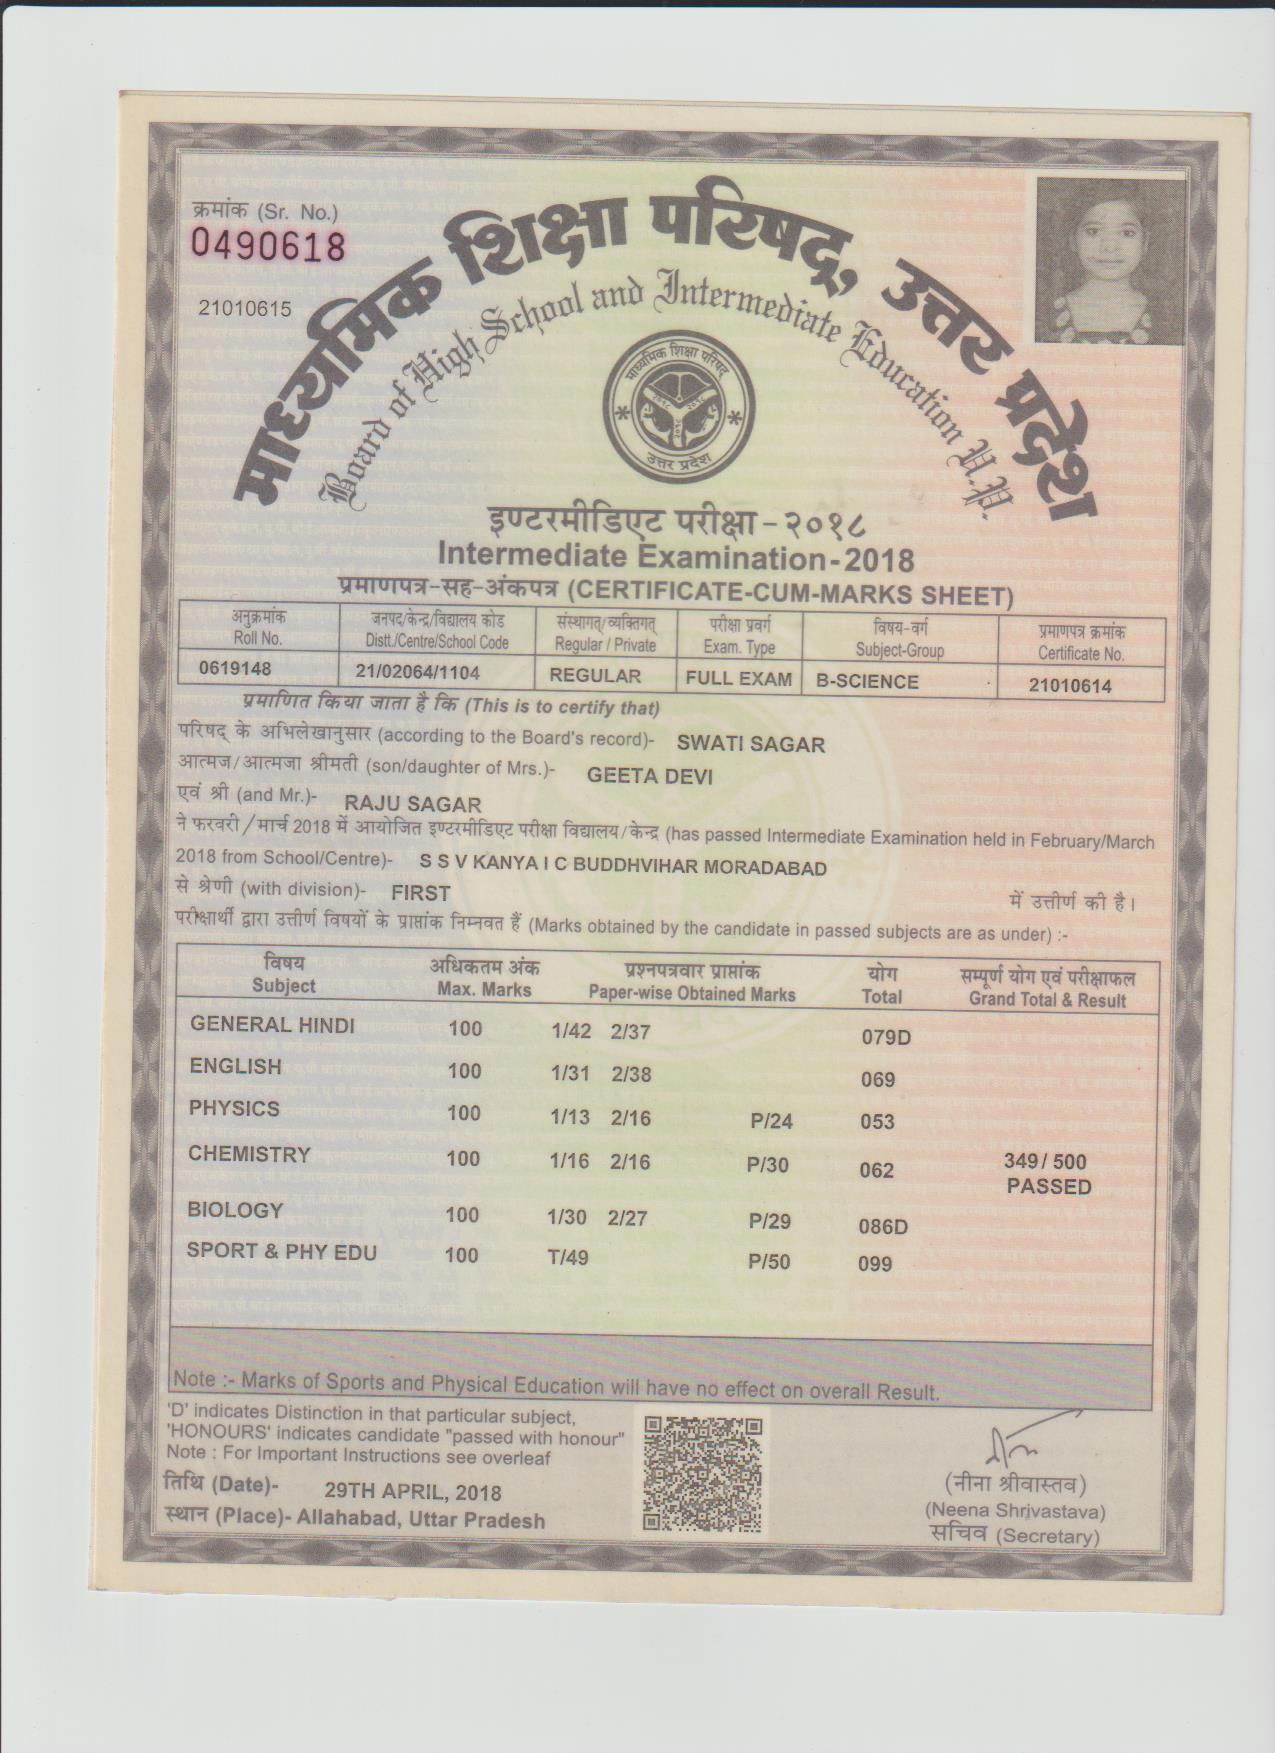 क्रमांक (Sr. No.)
0490618
21010615
माध्यमिक शिक्षा परिषद्, उत्तर प्रदेश
Board of High School and Intermediate Education U.P.
माध्यमिक शिक्षा परिषद्
उत्तर प्रदेश
इण्टरमीडिएट परीक्षा-२०१८
Intermediate Examination-2018
प्रमाणपत्र-सह-अंकपत्र (CERTIFICATE-CUM-MARKS SHEET)
अनुक्रमांक जनपद/केन्द्र/विद्यालय कोड संस्थागत्/व्यक्तिगत् परीक्षा प्रवर्ग विषय-वर्ग प्रमाणपत्र क्रमांक
Roll No. Distt./Centre/School Code Regular / Private Exam. Type Subject-Group Certificate No.
0619148 21/02064/1104 REGULAR FULL EXAM B-SCIENCE 21010614
प्रमाणित किया जाता है कि (This is to certify that)
परिषद् के अभिलेखानुसार (according to the Board's record)- SWATI SAGAR
आत्मज/आत्मजा श्रीमती (son/daughter of Mrs.)- GEETA DEVI
एवं श्री (and Mr.)- RAJU SAGAR
ने फरवरी/मार्च 2018 में आयोजित इण्टरमीडिएट परीक्षा विद्यालय/केन्द्र (has passed Intermediate Examination held in February/March
2018 from School/Centre)- S S V KANYA I C BUDDHVIHAR MORADABAD
से श्रेणी (with division)- FIRST में उत्तीर्ण की है।
परीक्षार्थी द्वारा उत्तीर्ण विषयों के प्राप्तांक निम्नवत हैं (Marks obtained by the candidate in passed subjects are as under) :-
विषय अधिकतम अंक प्रश्नपत्रवार प्राप्तांक योग सम्पूर्ण योग एवं परीक्षाफल
Subject Max. Marks Paper-wise Obtained Marks Total Grand Total & Result
GENERAL HINDI 100 1/42 2/37 079D
ENGLISH 100 1/31 2/38 069
PHYSICS 100 1/13 2/16 P/24 053
CHEMISTRY 100 1/16 2/16 P/30 062 349/ 500
PASSED
BIOLOGY 100 1/30 2/27 P/29 086D
SPORT & PHY EDU 100 T/49 P/50 099
Note :- Marks of Sports and Physical Education will have no effect on overall Result.
'D' indicates Distinction in that particular subject,
'HONOURS' indicates candidate "passed with honour"
Note : For Important Instructions see overleaf
तिथि (Date)- 29TH APRIL, 2018
स्थान (Place)- Allahabad, Uttar Pradesh
(नीना श्रीवास्तव)
(Neena Shrivastava)
सचिव (Secretary)